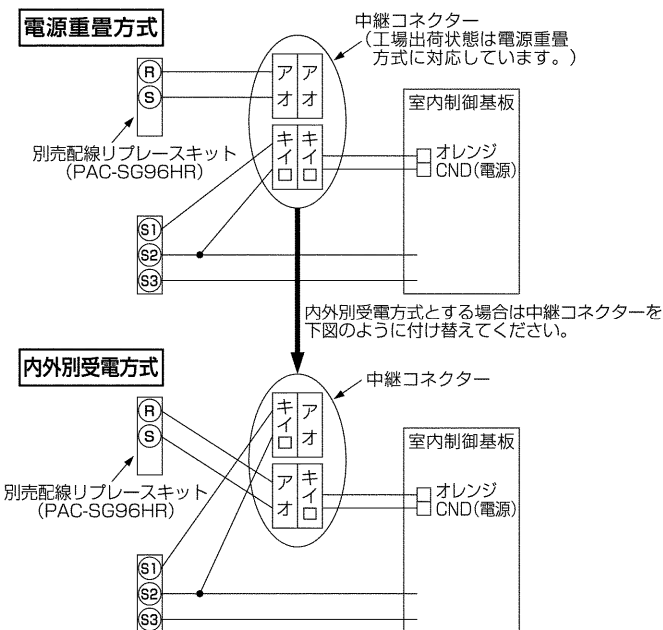 電源重畳方式
中継コネクター
(工場出荷状態は電源重畳
方式に対応しています。)
R
S
ア ア
オ オ
キ キ
イ イ
ロ ロ
別売配線リプレースキット
(PAC-SG96HR)
室内制御基板
オレンジ
CND(電源)
S1
S2
S3
内外別受電方式とする場合は中継コネクターを
下図のように付け替えてください。
内外別受電方式
中継コネクター
R
S
キ ア
イ オ
ロ
ア キ
オ イ
ロ
別売配線リプレースキット
(PAC-SG96HR)
室内制御基板
オレンジ
CND(電源)
S1
S2
S3